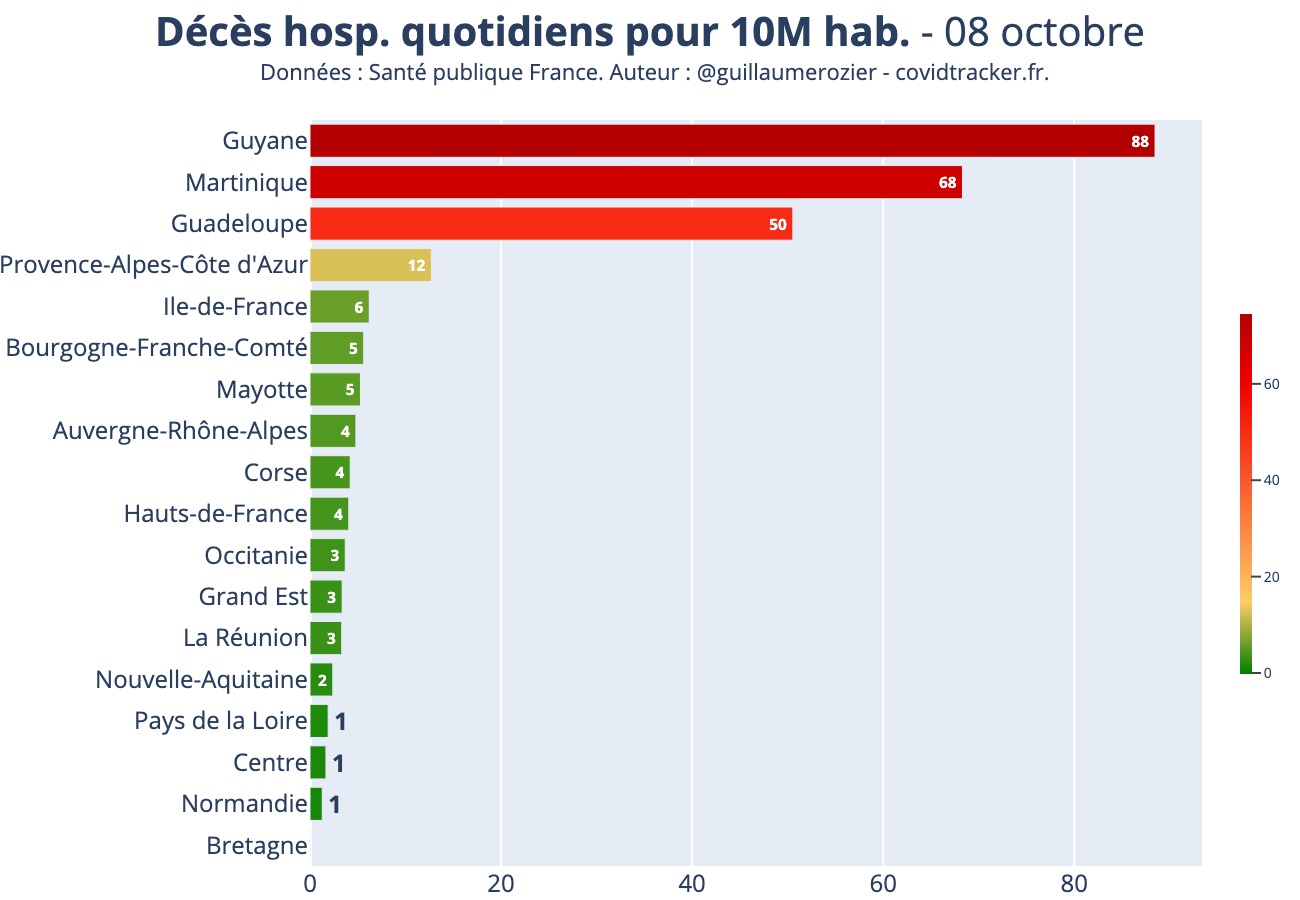 Décès hosp. quotidiens pour 10M hab. - 08 octobre
Données : Santé publique France. Auteur : @guillaumerozier - covidtracker.fr.
Guyane 88
Martinique 68
Guadeloupe 50
Provence-Alpes-Côte d'Azur 12
Ile-de-France 6
Bourgogne-Franche-Comté 5
Mayotte 5
Auvergne-Rhône-Alpes 4
Corse 4
Hauts-de-France 4
Occitanie 3
Grand Est 3
La Réunion 3
Nouvelle-Aquitaine 2
Pays de la Loire 1
Centre 1
Normandie 1
Bretagne
0 20 40 60 80
60
40
20
0